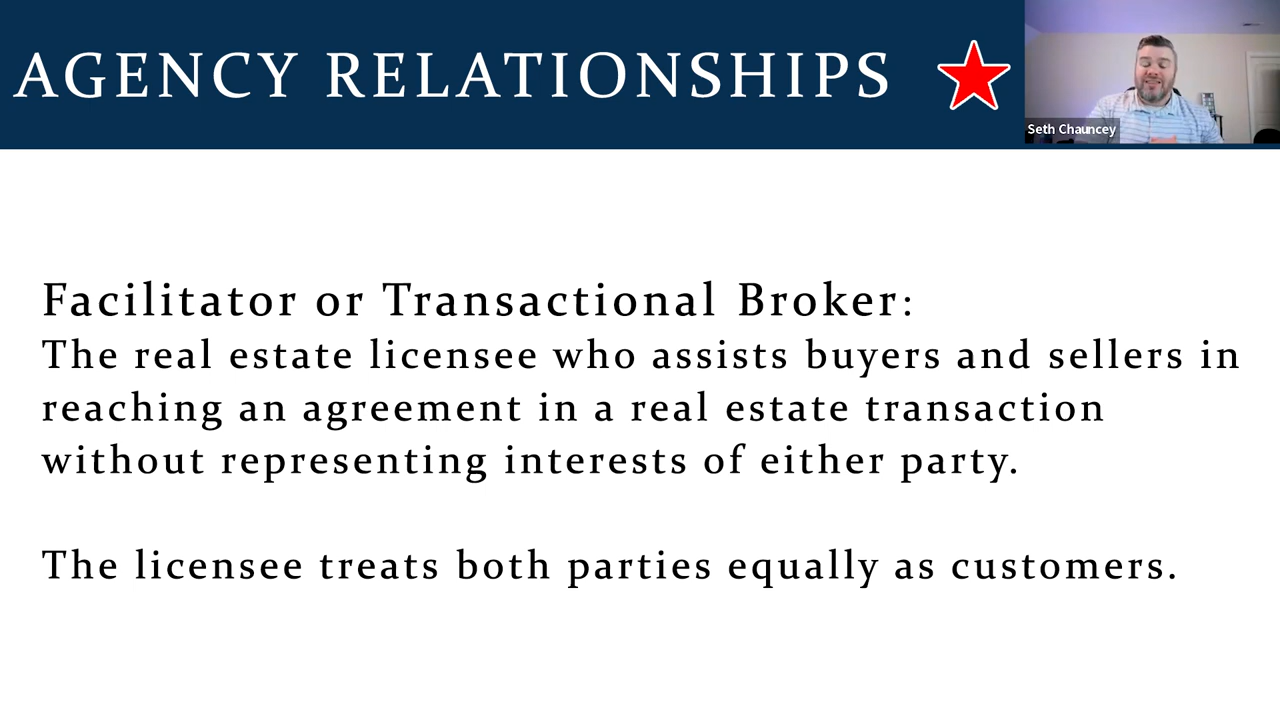 AGENCY RELATIONSHIPS
Seth Chauncey
Facilitator or Transactional Broker:
The real estate licensee who assists buyers and sellers in
reaching an agreement in a real estate transaction
without representing interests of either party.
The licensee treats both parties equally as customers.